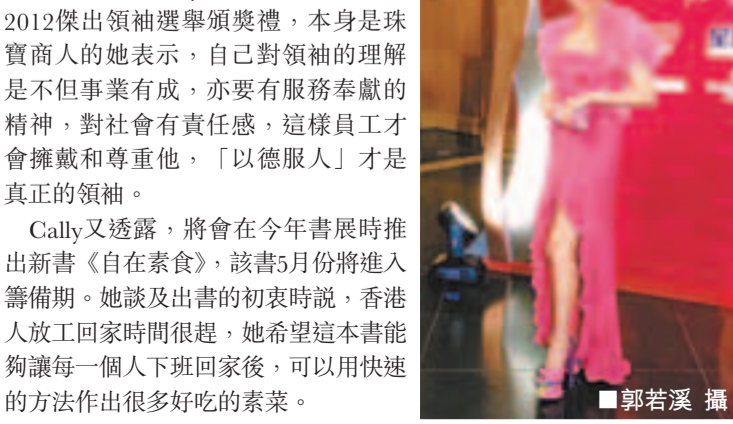 2012傑出領袖選舉頒獎禮，本身是珠
寶商人的她表示，自己對領袖的理解
是不但事業有成，亦要有服務奉獻的
精神，對社會有責任感，這樣員工才
會擁戴和尊重他，「以德服人」才是
真正的領袖。
Cally又透露，將會在今年書展時推
出新書《自在素食》，該書5月份將進入
籌備期。她談及出書的初衷時說，香港
人放工回家時間很趕，她希望這本書能
夠讓每一個人下班回家後，可以用快速
的方法作出很多好吃的素菜。
■郭若溪 攝